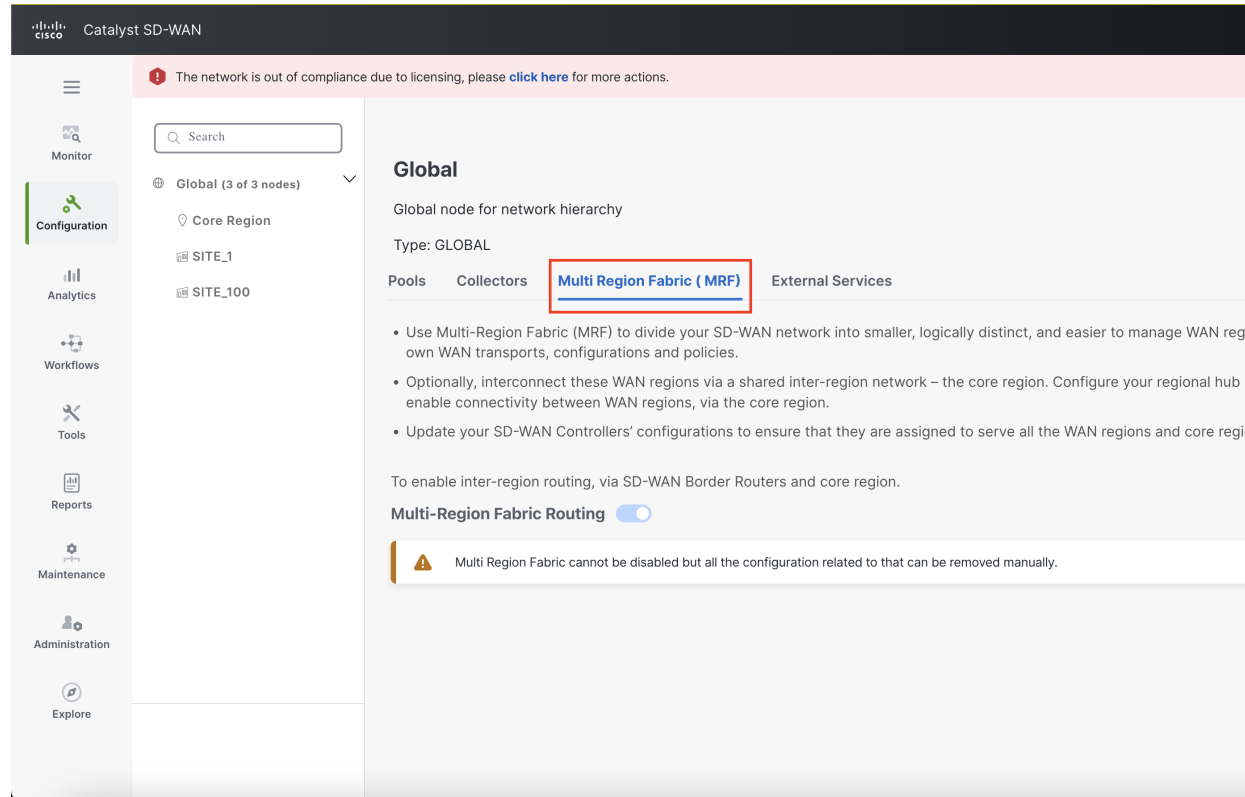 cisco
Catalyst SD-WAN
The network is out of compliance due to licensing, please click here for more actions.
Monitor
Configuration
Analytics
Workflows
Tools
Reports
Maintenance
Administration
Explore
Search
Global (3 of 3 nodes)
Core Region
SITE_1
SITE_100
Global
Global node for network hierarchy
Type: GLOBAL
Pools Collectors Multi Region Fabric ( MRF) External Services
• Use Multi-Region Fabric (MRF) to divide your SD-WAN network into smaller, logically distinct, and easier to manage WAN reg
own WAN transports, configurations and policies.
• Optionally, interconnect these WAN regions via a shared inter-region network – the core region. Configure your regional hub
enable connectivity between WAN regions, via the core region.
• Update your SD-WAN Controllers' configurations to ensure that they are assigned to serve all the WAN regions and core regi
To enable inter-region routing, via SD-WAN Border Routers and core region.
Multi-Region Fabric Routing
Multi Region Fabric cannot be disabled but all the configuration related to that can be removed manually.